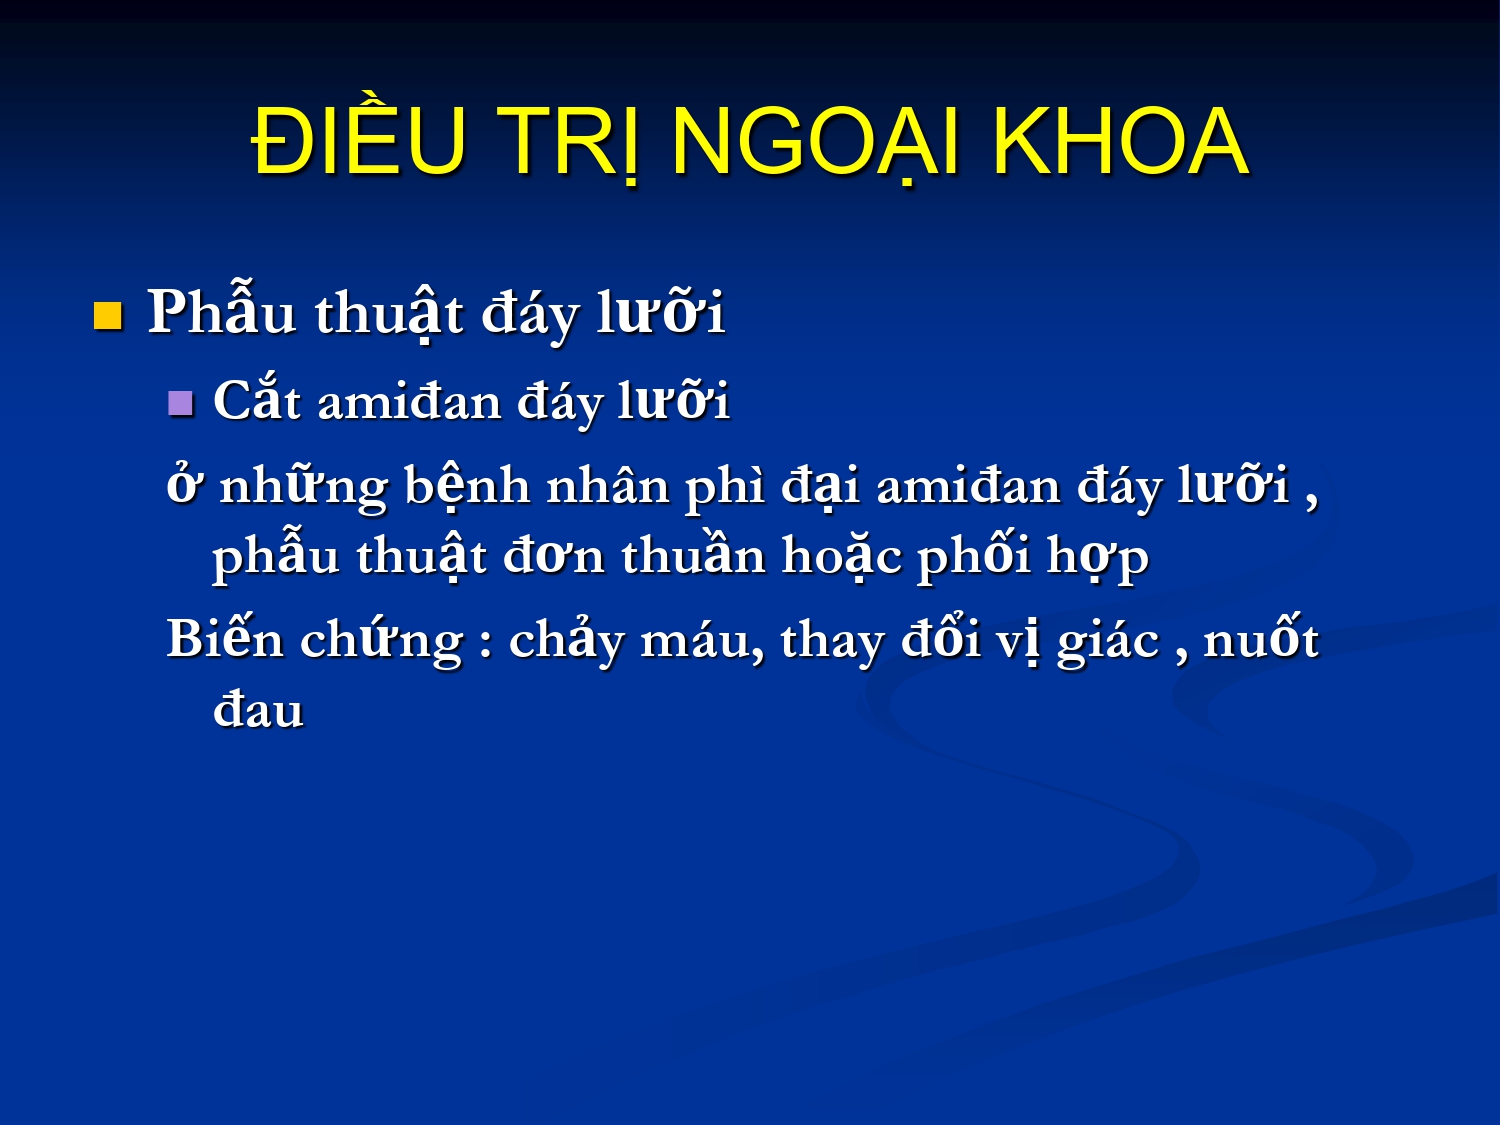 ĐIỀU TRỊ NGOẠI KHOA
Phẫu thuật đáy lưỡi
Cắt amiđan đáy lưỡi
ở những bệnh nhân phì đại amiđan đáy lưỡi ,
phẫu thuật đơn thuần hoặc phối hợp
Biến chứng : chảy máu, thay đổi vị giác , nuốt
đau